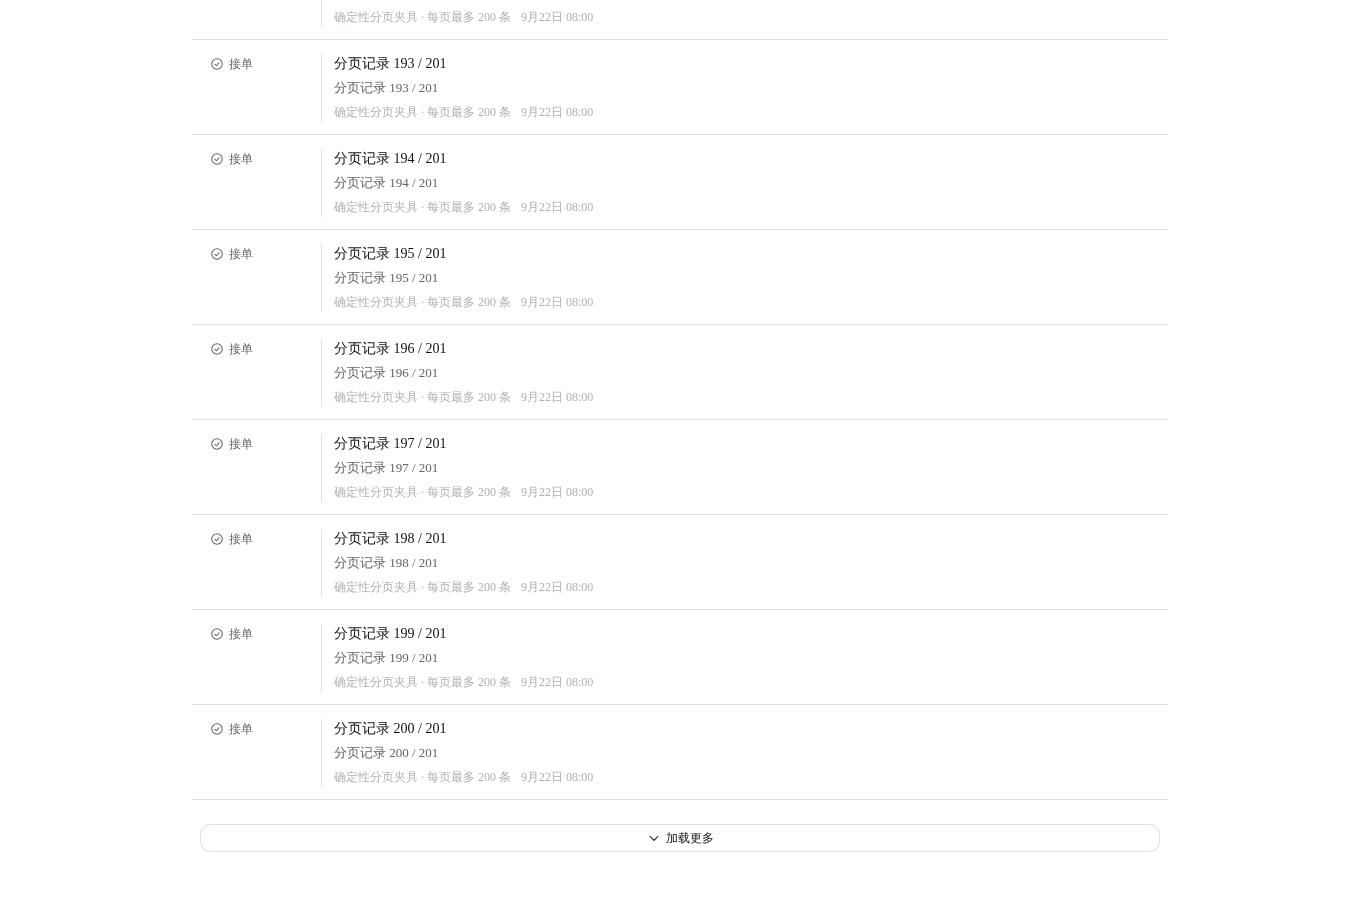 确定性分页夹具 · 每页最多 200 条 9月22日 08:00
接单 分页记录 193 / 201
分页记录 193 / 201
确定性分页夹具 · 每页最多 200 条 9月22日 08:00
接单 分页记录 194 / 201
分页记录 194 / 201
确定性分页夹具 · 每页最多 200 条 9月22日 08:00
接单 分页记录 195 / 201
分页记录 195 / 201
确定性分页夹具 · 每页最多 200 条 9月22日 08:00
接单 分页记录 196 / 201
分页记录 196 / 201
确定性分页夹具 · 每页最多 200 条 9月22日 08:00
接单 分页记录 197 / 201
分页记录 197 / 201
确定性分页夹具 · 每页最多 200 条 9月22日 08:00
接单 分页记录 198 / 201
分页记录 198 / 201
确定性分页夹具 · 每页最多 200 条 9月22日 08:00
接单 分页记录 199 / 201
分页记录 199 / 201
确定性分页夹具 · 每页最多 200 条 9月22日 08:00
接单 分页记录 200 / 201
分页记录 200 / 201
确定性分页夹具 · 每页最多 200 条 9月22日 08:00
加载更多